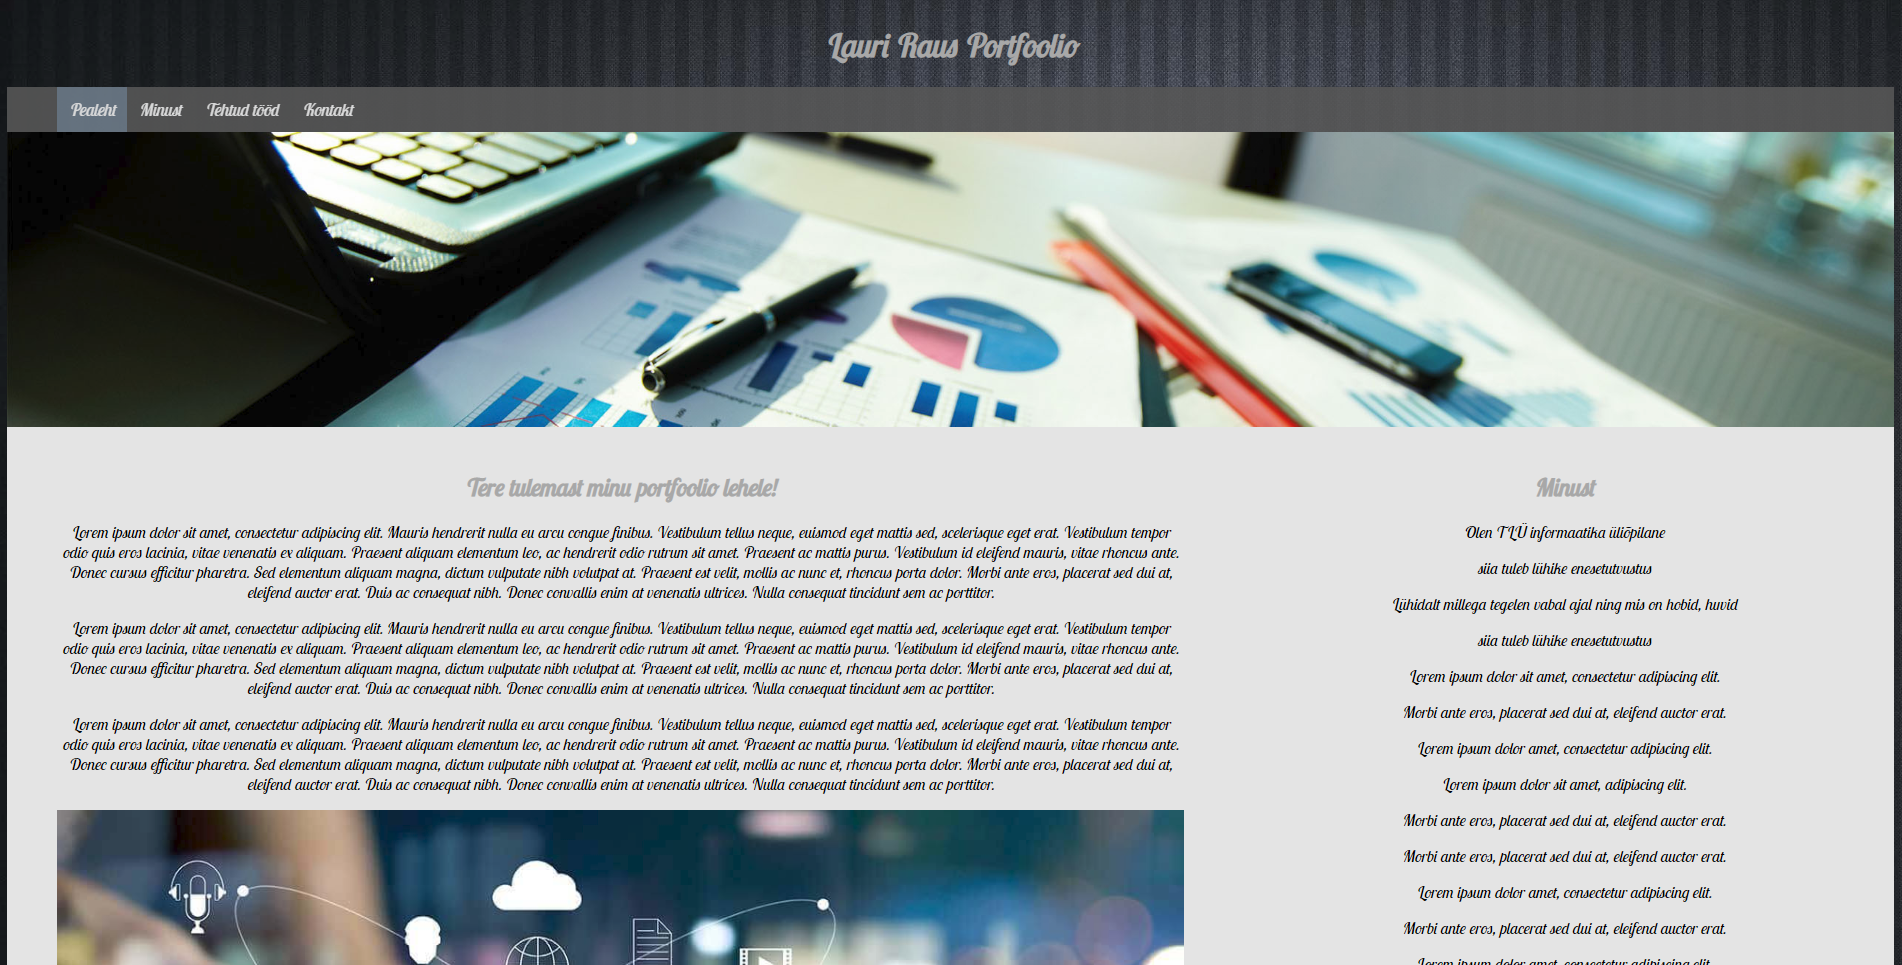 Lauri Raus Portfoolio
Pealeht Minust Tehtud tööd Kontakt
Tere tulemast minu portfoolio lehele!
Lorem ipsum dolor sit amet, consectetur adipiscing elit. Mauris hendrerit nulla eu arcu congue finibus. Vestibulum tellus neque, euismod eget mattis sed, scelerisque eget erat. Vestibulum tempor
odio quis eros lacinia, vitae venenatis ex aliquam. Praesent aliquam elementum leo, ac hendrerit odio rutrum sit amet. Praesent ac mattis purus. Vestibulum id eleifend mauris, vitae rhoncus ante.
Donec cursus efficitur pharetra. Sed elementum aliquam magna, dictum vulputate nibh volutpat at. Praesent est velit, mollis ac nunc et, rhoncus porta dolor. Morbi ante eros, placerat sed dui at,
eleifend auctor erat. Duis ac consequat nibh. Donec convallis enim at venenatis ultrices. Nulla consequat tincidunt sem ac porttitor.
Lorem ipsum dolor sit amet, consectetur adipiscing elit. Mauris hendrerit nulla eu arcu congue finibus. Vestibulum tellus neque, euismod eget mattis sed, scelerisque eget erat. Vestibulum tempor
odio quis eros lacinia, vitae venenatis ex aliquam. Praesent aliquam elementum leo, ac hendrerit odio rutrum sit amet. Praesent ac mattis purus. Vestibulum id eleifend mauris, vitae rhoncus ante.
Donec cursus efficitur pharetra. Sed elementum aliquam magna, dictum vulputate nibh volutpat at. Praesent est velit, mollis ac nunc et, rhoncus porta dolor. Morbi ante eros, placerat sed dui at,
eleifend auctor erat. Duis ac consequat nibh. Donec convallis enim at venenatis ultrices. Nulla consequat tincidunt sem ac porttitor.
Lorem ipsum dolor sit amet, consectetur adipiscing elit. Mauris hendrerit nulla eu arcu congue finibus. Vestibulum tellus neque, euismod eget mattis sed, scelerisque eget erat. Vestibulum tempor
odio quis eros lacinia, vitae venenatis ex aliquam. Praesent aliquam elementum leo, ac hendrerit odio rutrum sit amet. Praesent ac mattis purus. Vestibulum id eleifend mauris, vitae rhoncus ante.
Donec cursus efficitur pharetra. Sed elementum aliquam magna, dictum vulputate nibh volutpat at. Praesent est velit, mollis ac nunc et, rhoncus porta dolor. Morbi ante eros, placerat sed dui at,
eleifend auctor erat. Duis ac consequat nibh. Donec convallis enim at venenatis ultrices. Nulla consequat tincidunt sem ac porttitor.
Minust
Olen TLÜ informaatika üliõpilane
siia tuleb lühike enesetutvustus
Lühidalt millega tegelen vabal ajal ning mis on hobid, huvid
siia tuleb lühike enesetutvustus
Lorem ipsum dolor sit amet, consectetur adipiscing elit.
Morbi ante eros, placerat sed dui at, eleifend auctor erat.
Lorem ipsum dolor amet, consectetur adipiscing elit.
Lorem ipsum dolor sit amet, adipiscing elit.
Morbi ante eros, placerat sed dui at, eleifend auctor erat.
Morbi ante eros, placerat sed dui at, eleifend auctor erat.
Lorem ipsum dolor amet, consectetur adipiscing elit.
Morbi ante eros, placerat sed dui at, eleifend auctor erat.
Lorem ipsum dolor amet, consectetur adipiscing elit.